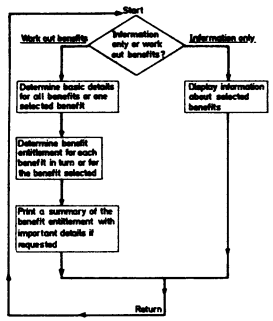 Start
Work out benefits
Information
only or work
out benefits?
Information only
Determine basic details
for all benefits or one
selected benefit
Display information
about selected
benefits
Determine benefit
entitlement for each
benefit in turn or for
the benefit selected
Print a summary of the
benefit entitlement with
important details if
requested
Return